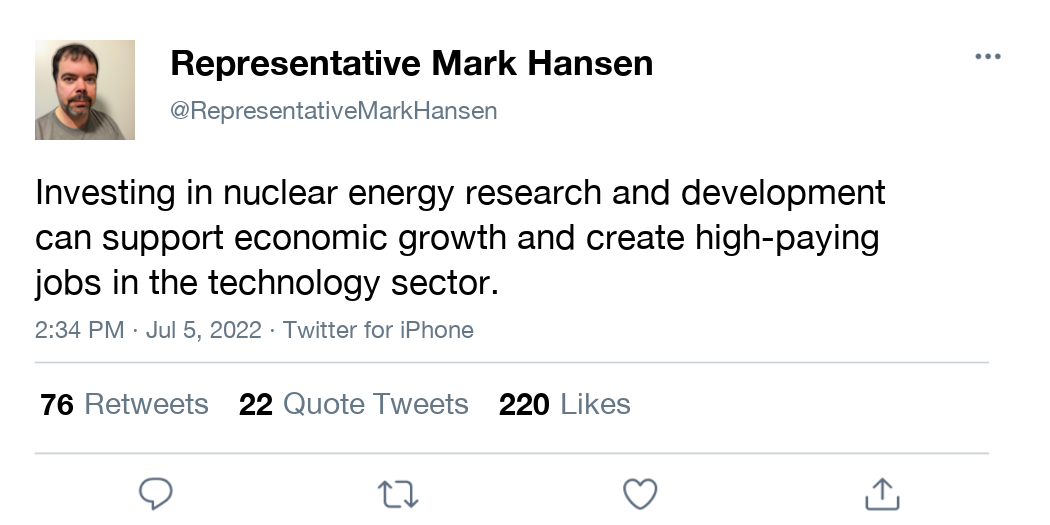 Representative Mark Hansen
@RepresentativeMarkHansen
Investing in nuclear energy research and development
can support economic growth and create high-paying
jobs in the technology sector.
2:34 PM · Jul 5, 2022 · Twitter for iPhone
76 Retweets 22 Quote Tweets 220 Likes